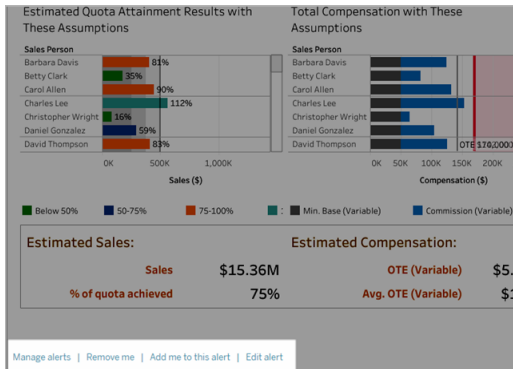 Estimated Quota Attainment Results with
These Assumptions
Sales Person
Barbara Davis 81%
Betty Clark 35%
Carol Allen 90%
Charles Lee 112%
Christopher Wright 16%
Daniel Gonzalez 59%
David Thompson 83%
0K 500K 1,000K
Sales ($)
Total Compensation with These
Assumptions
Sales Person
Barbara Davis
Betty Clark
Carol Allen
Charles Lee
Christopher Wright
Daniel Gonzalez
David Thompson
OTE
0K 50K 100K 150K 200K
Compensation ($)
Below 50% 50-75% 75-100%
Min. Base (Variable) Commission (Variable)
Estimated Sales:
Sales $15.36M
% of quota achieved 75%
Estimated Compensation:
OTE (Variable) $5.
Avg. OTE (Variable)
Manage alerts | Remove me | Add me to this alert | Edit alert